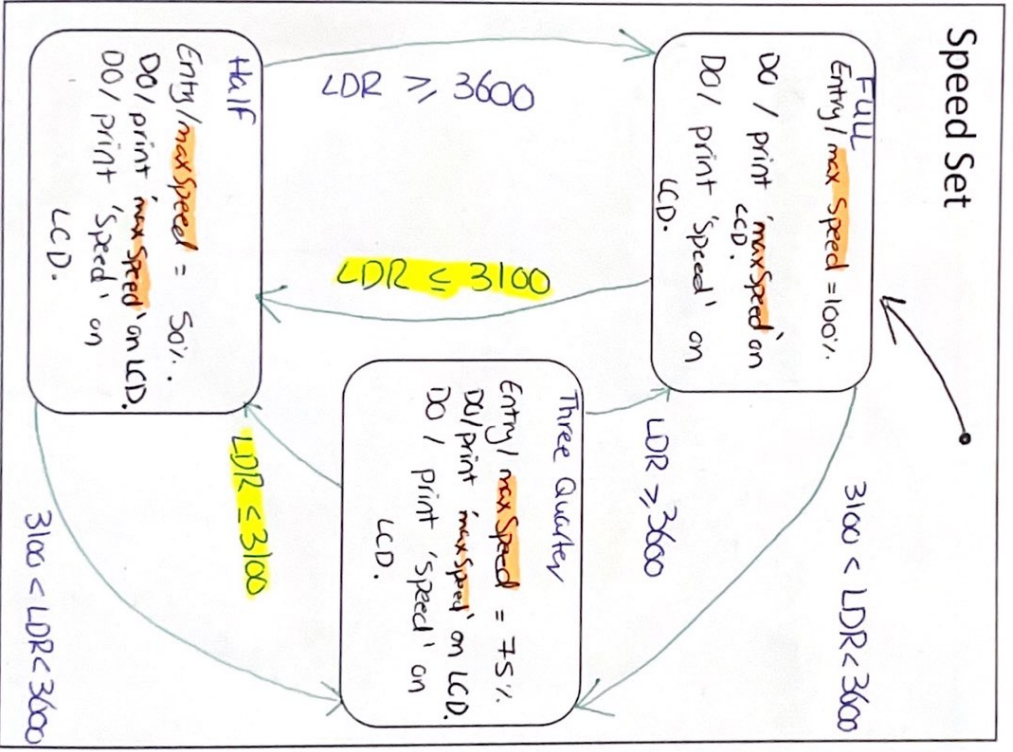 Speed Set
Full
Entry/ max Speed = 100%.
DO / print 'maxSpeed' on
LCD.
DO/ print 'Speed' on
LCD.
3100 < LDR < 3600
LDR ≥ 3600
LDR ≥ 3600
LDR ≤ 3100
Three Quarter
Entry/ maxSpeed = 75%.
DO/print 'maxSpeed' on LCD.
DO / print 'Speed' on
LCD.
Half
Entry/maxSpeed = 50%.
DO/print 'maxSpeed' on LCD.
DO/ print 'Speed' on
LCD.
LDR ≤ 3100
3100 < LDR < 3600